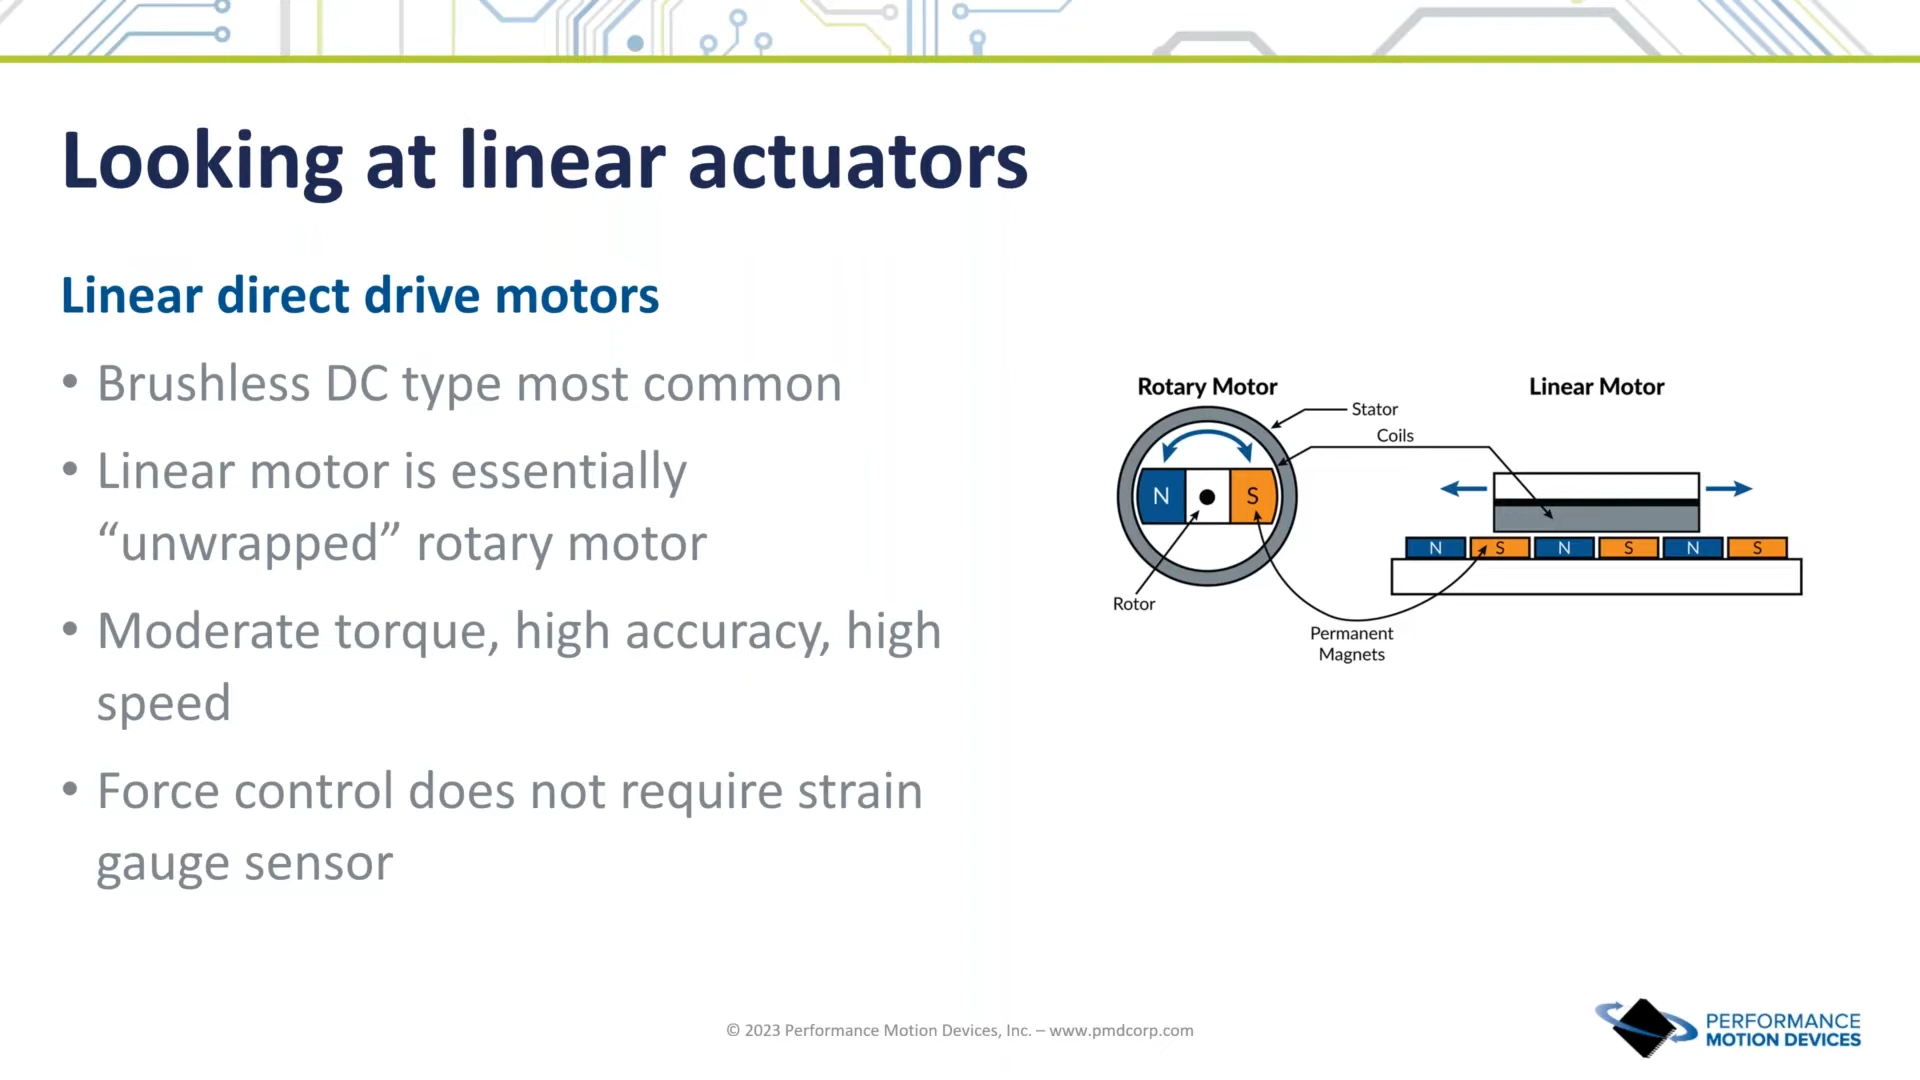 Looking at linear actuators
Linear direct drive motors
• Brushless DC type most common
• Linear motor is essentially
“unwrapped” rotary motor
• Moderate torque, high accuracy, high
speed
• Force control does not require strain
gauge sensor
Rotary Motor
Linear Motor
Stator
Coils
N
S
N
S
N
S
N
S
Rotor
Permanent
Magnets
© 2023 Performance Motion Devices, Inc. – www.pmdcorp.com
PERFORMANCE
MOTION DEVICES